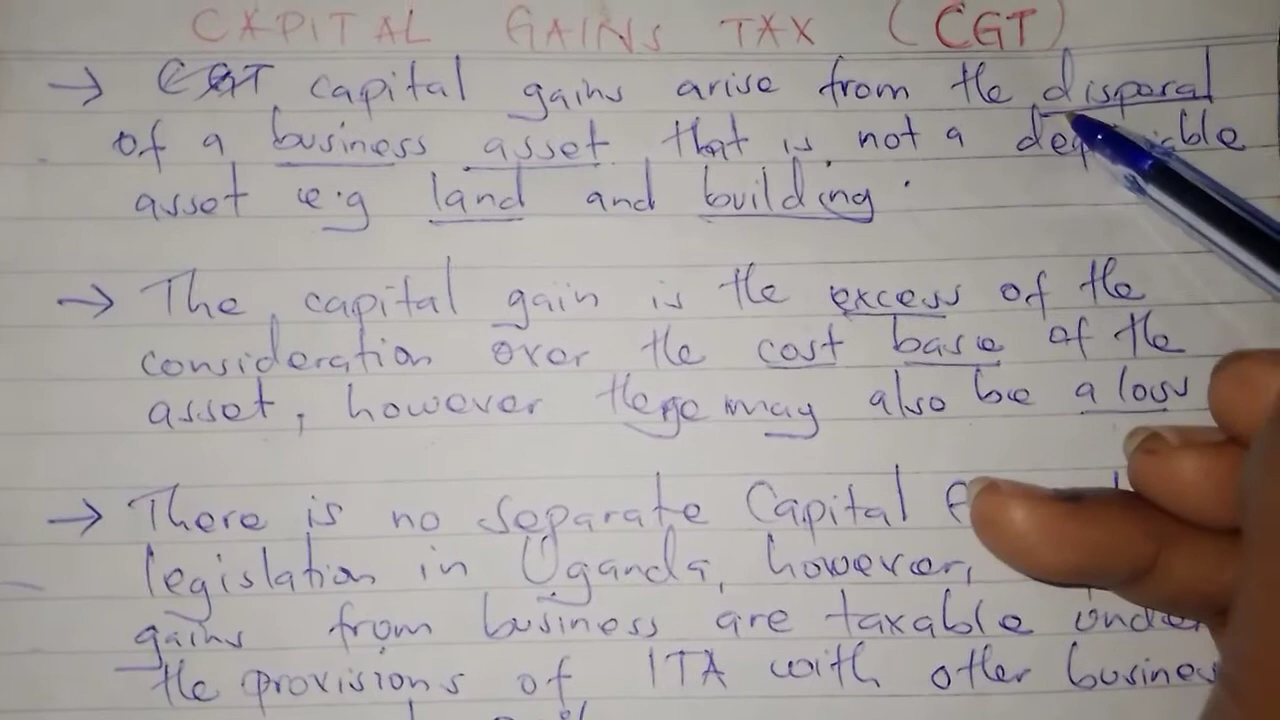 CAPITAL GAINS TAX (CGT)
→ CGT capital gains arise from the disposal
of a business asset that is not a
asset e.g land and building.
→ The capital gain is the excess of the
consideration over the cost base of the
asset, however there may also be a loss
→ There is no separate Capital
legislation in Uganda, however,
gains from business are taxable under
the provisions of ITA with other business